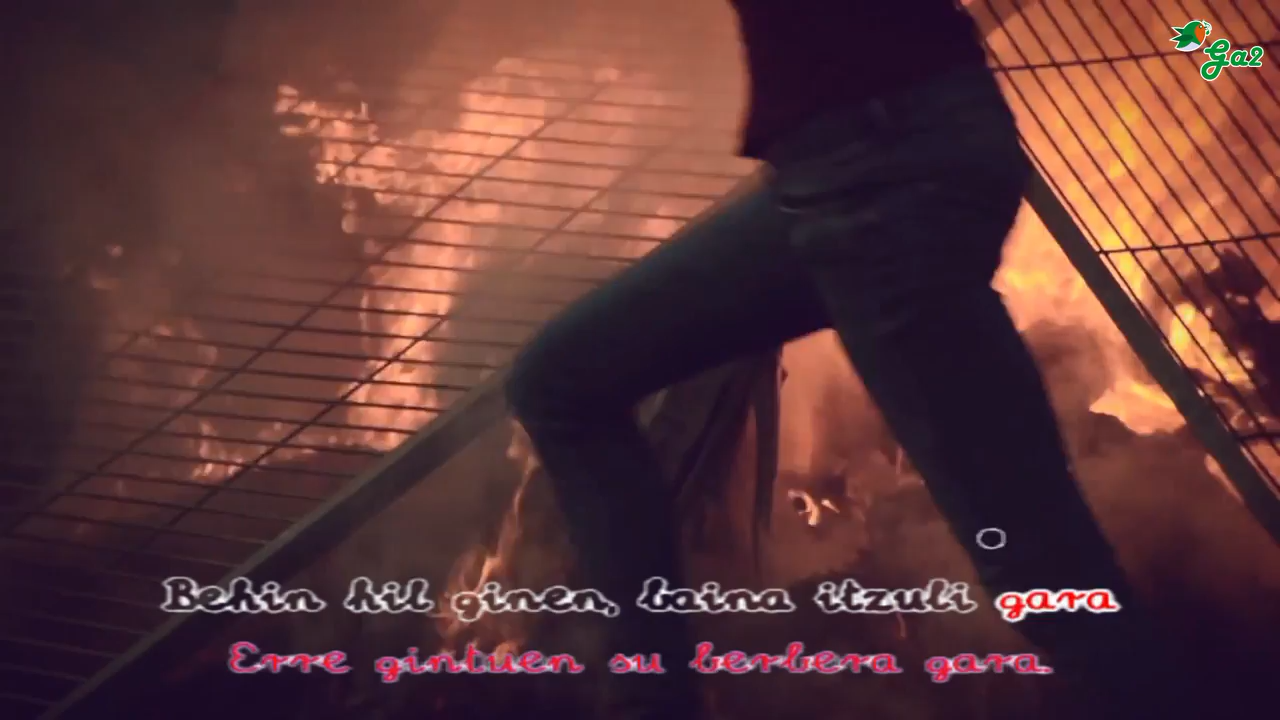 Ga2
Behin hil ginen, baina itzuli gara
Erre gintuen su berbera gara.